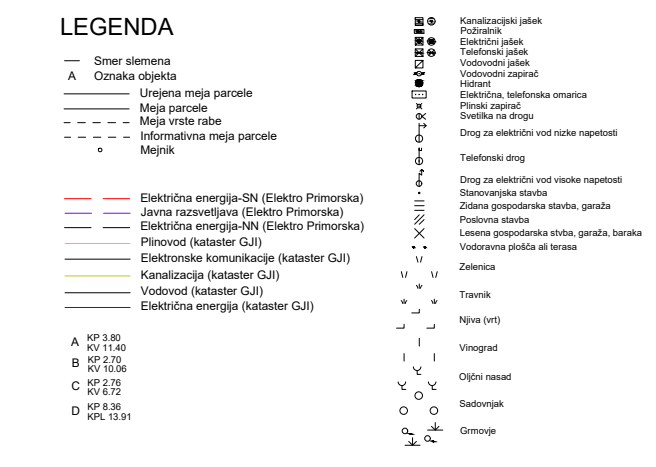 LEGENDA
Smer slemena
A Oznaka objekta
Urejena meja parcele
Meja parcele
Meja vrste rabe
Informativna meja parcele
Mejnik
Električna energija-SN (Elektro Primorska)
Javna razsvetljava (Elektro Primorska)
Električna energija-NN (Elektro Primorska)
Plinovod (kataster GJI)
Elektronske komunikacije (kataster GJI)
Kanalizacija (kataster GJI)
Vodovod (kataster GJI)
Električna energija (kataster GJI)
A KP 3.80
KV 11.40
B KP 2.70
KV 10.06
C KP 2.76
KV 6.72
D KP 8.36
KPL 13.91
Kanalizacijski jašek
Požiralnik
Električni jašek
Telefonski jašek
Vodovodni jašek
Vodovodni zapirač
Hidrant
Električna, telefonska omarica
Plinski zapirač
Svetilka na drogu
Drog za električni vod nizke napetosti
Telefonski drog
Drog za električni vod visoke napetosti
Stanovanjska stavba
Zidana gospodarska stvba, garaža
Poslovna stavba
Lesena gospodarska stvba, garaža, baraka
Vodoravna plošča ali terasa
Zelenica
Travnik
Njiva (vrt)
Vinograd
Oljčni nasad
Sadovnjak
Grmovje